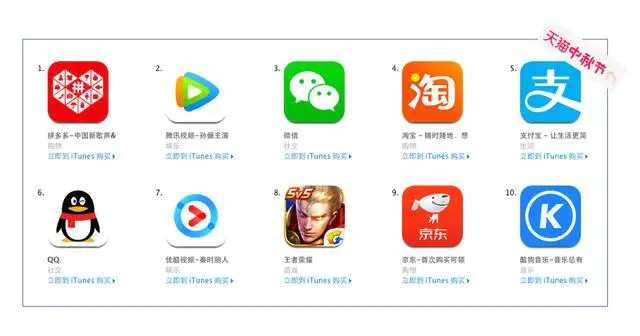 天猫中秋节
1.
拼
拼多多-中国新歌声&
购物
立即到 iTunes 购买
2.
腾讯视频-孙俪主演
娱乐
立即到 iTunes 购买
3.
微信
社交
立即到 iTunes 购买
4.
淘
淘宝 - 随时随地,想
购物
立即到 iTunes 购买
5.
支
支付宝 - 让生活更简
生活
立即到 iTunes 购买
6.
QQ
社交
立即到 iTunes 购买
7.
优酷视频-秦时丽人
娱乐
立即到 iTunes 购买
8.
5v5
王者荣耀
游戏
立即到 iTunes 购买
9.
京东
京东-首次购买可领
购物
立即到 iTunes 购买
10.
K
酷狗音乐-音乐总有
音乐
立即到 iTunes 购买